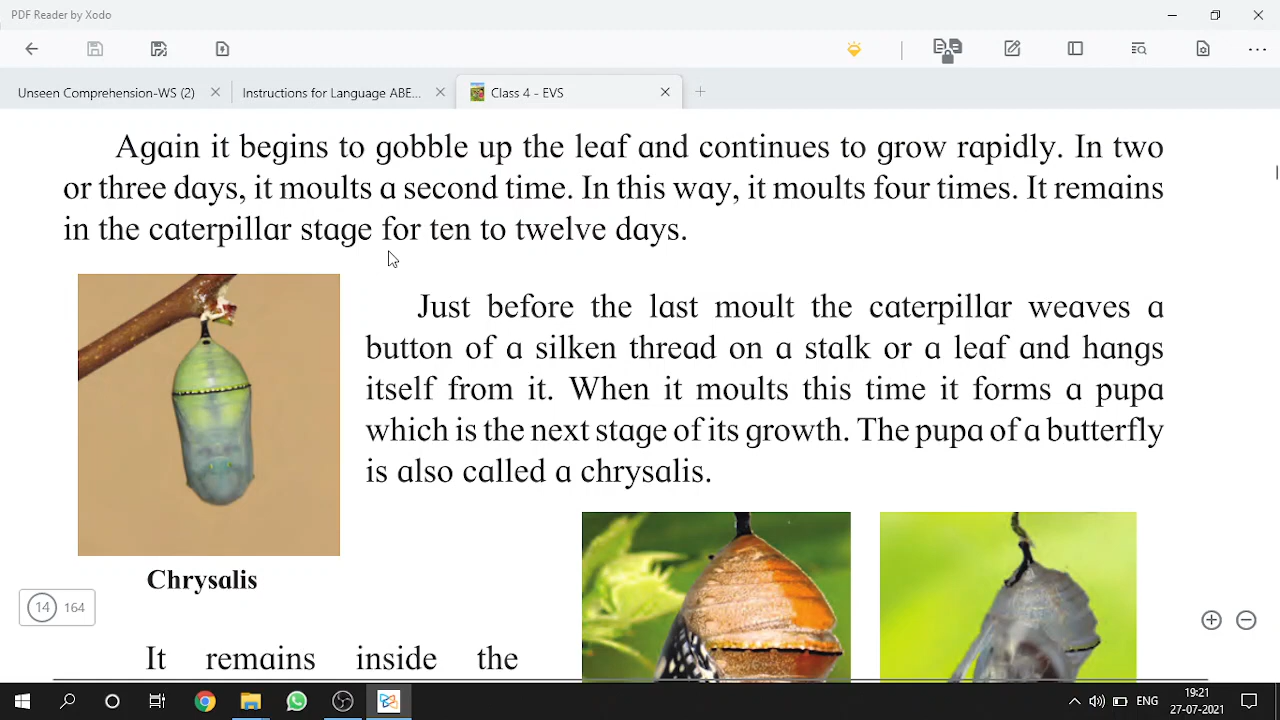 PDF Reader by Xodo
Unseen Comprehension-WS (2)
Instructions for Language ABE...
Class 4 - EVS
Again it begins to gobble up the leaf and continues to grow rapidly. In two
or three days, it moults a second time. In this way, it moults four times. It remains
in the caterpillar stage for ten to twelve days.
Just before the last moult the caterpillar weaves a
button of a silken thread on a stalk or a leaf and hangs
itself from it. When it moults this time it forms a pupa
which is the next stage of its growth. The pupa of a butterfly
is also called a chrysalis.
Chrysalis
14 164
It remains inside the
ENG
19:21
27-07-2021